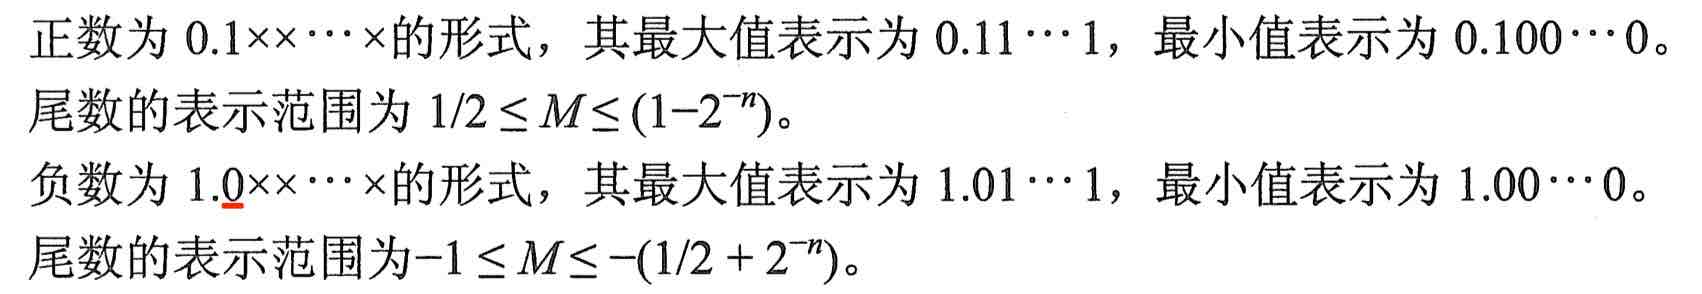 正数为 0.1××⋯×的形式，其最大值表示为 0.11⋯1，最小值表示为 0.100⋯0。
尾数的表示范围为 1/2 ≤ M ≤ (1−2⁻ⁿ)。
负数为 1.0××⋯×的形式，其最大值表示为 1.01⋯1，最小值表示为 1.00⋯0。
尾数的表示范围为−1 ≤ M ≤ −(1/2 + 2⁻ⁿ)。